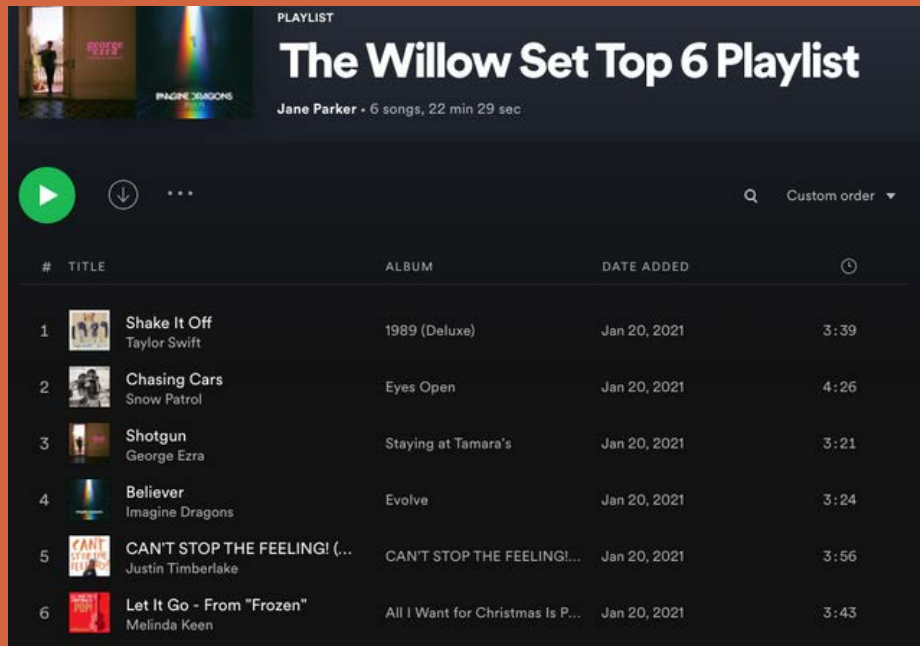 george
ezra
IMAGINE DRAGONS
PLAYLIST
The Willow Set Top 6 Playlist
Jane Parker • 6 songs, 22 min 29 sec
Custom order
# TITLE ALBUM DATE ADDED
1 Shake It Off 1989 (Deluxe) Jan 20, 2021 3:39
Taylor Swift
2 Chasing Cars Eyes Open Jan 20, 2021 4:26
Snow Patrol
3 Shotgun Staying at Tamara's Jan 20, 2021 3:21
George Ezra
4 Believer Evolve Jan 20, 2021 3:24
Imagine Dragons
5 CAN'T STOP THE FEELING! (... CAN'T STOP THE FEELING!... Jan 20, 2021 3:56
Justin Timberlake
6 Let It Go - From "Frozen" All I Want for Christmas Is P... Jan 20, 2021 3:43
Melinda Keen